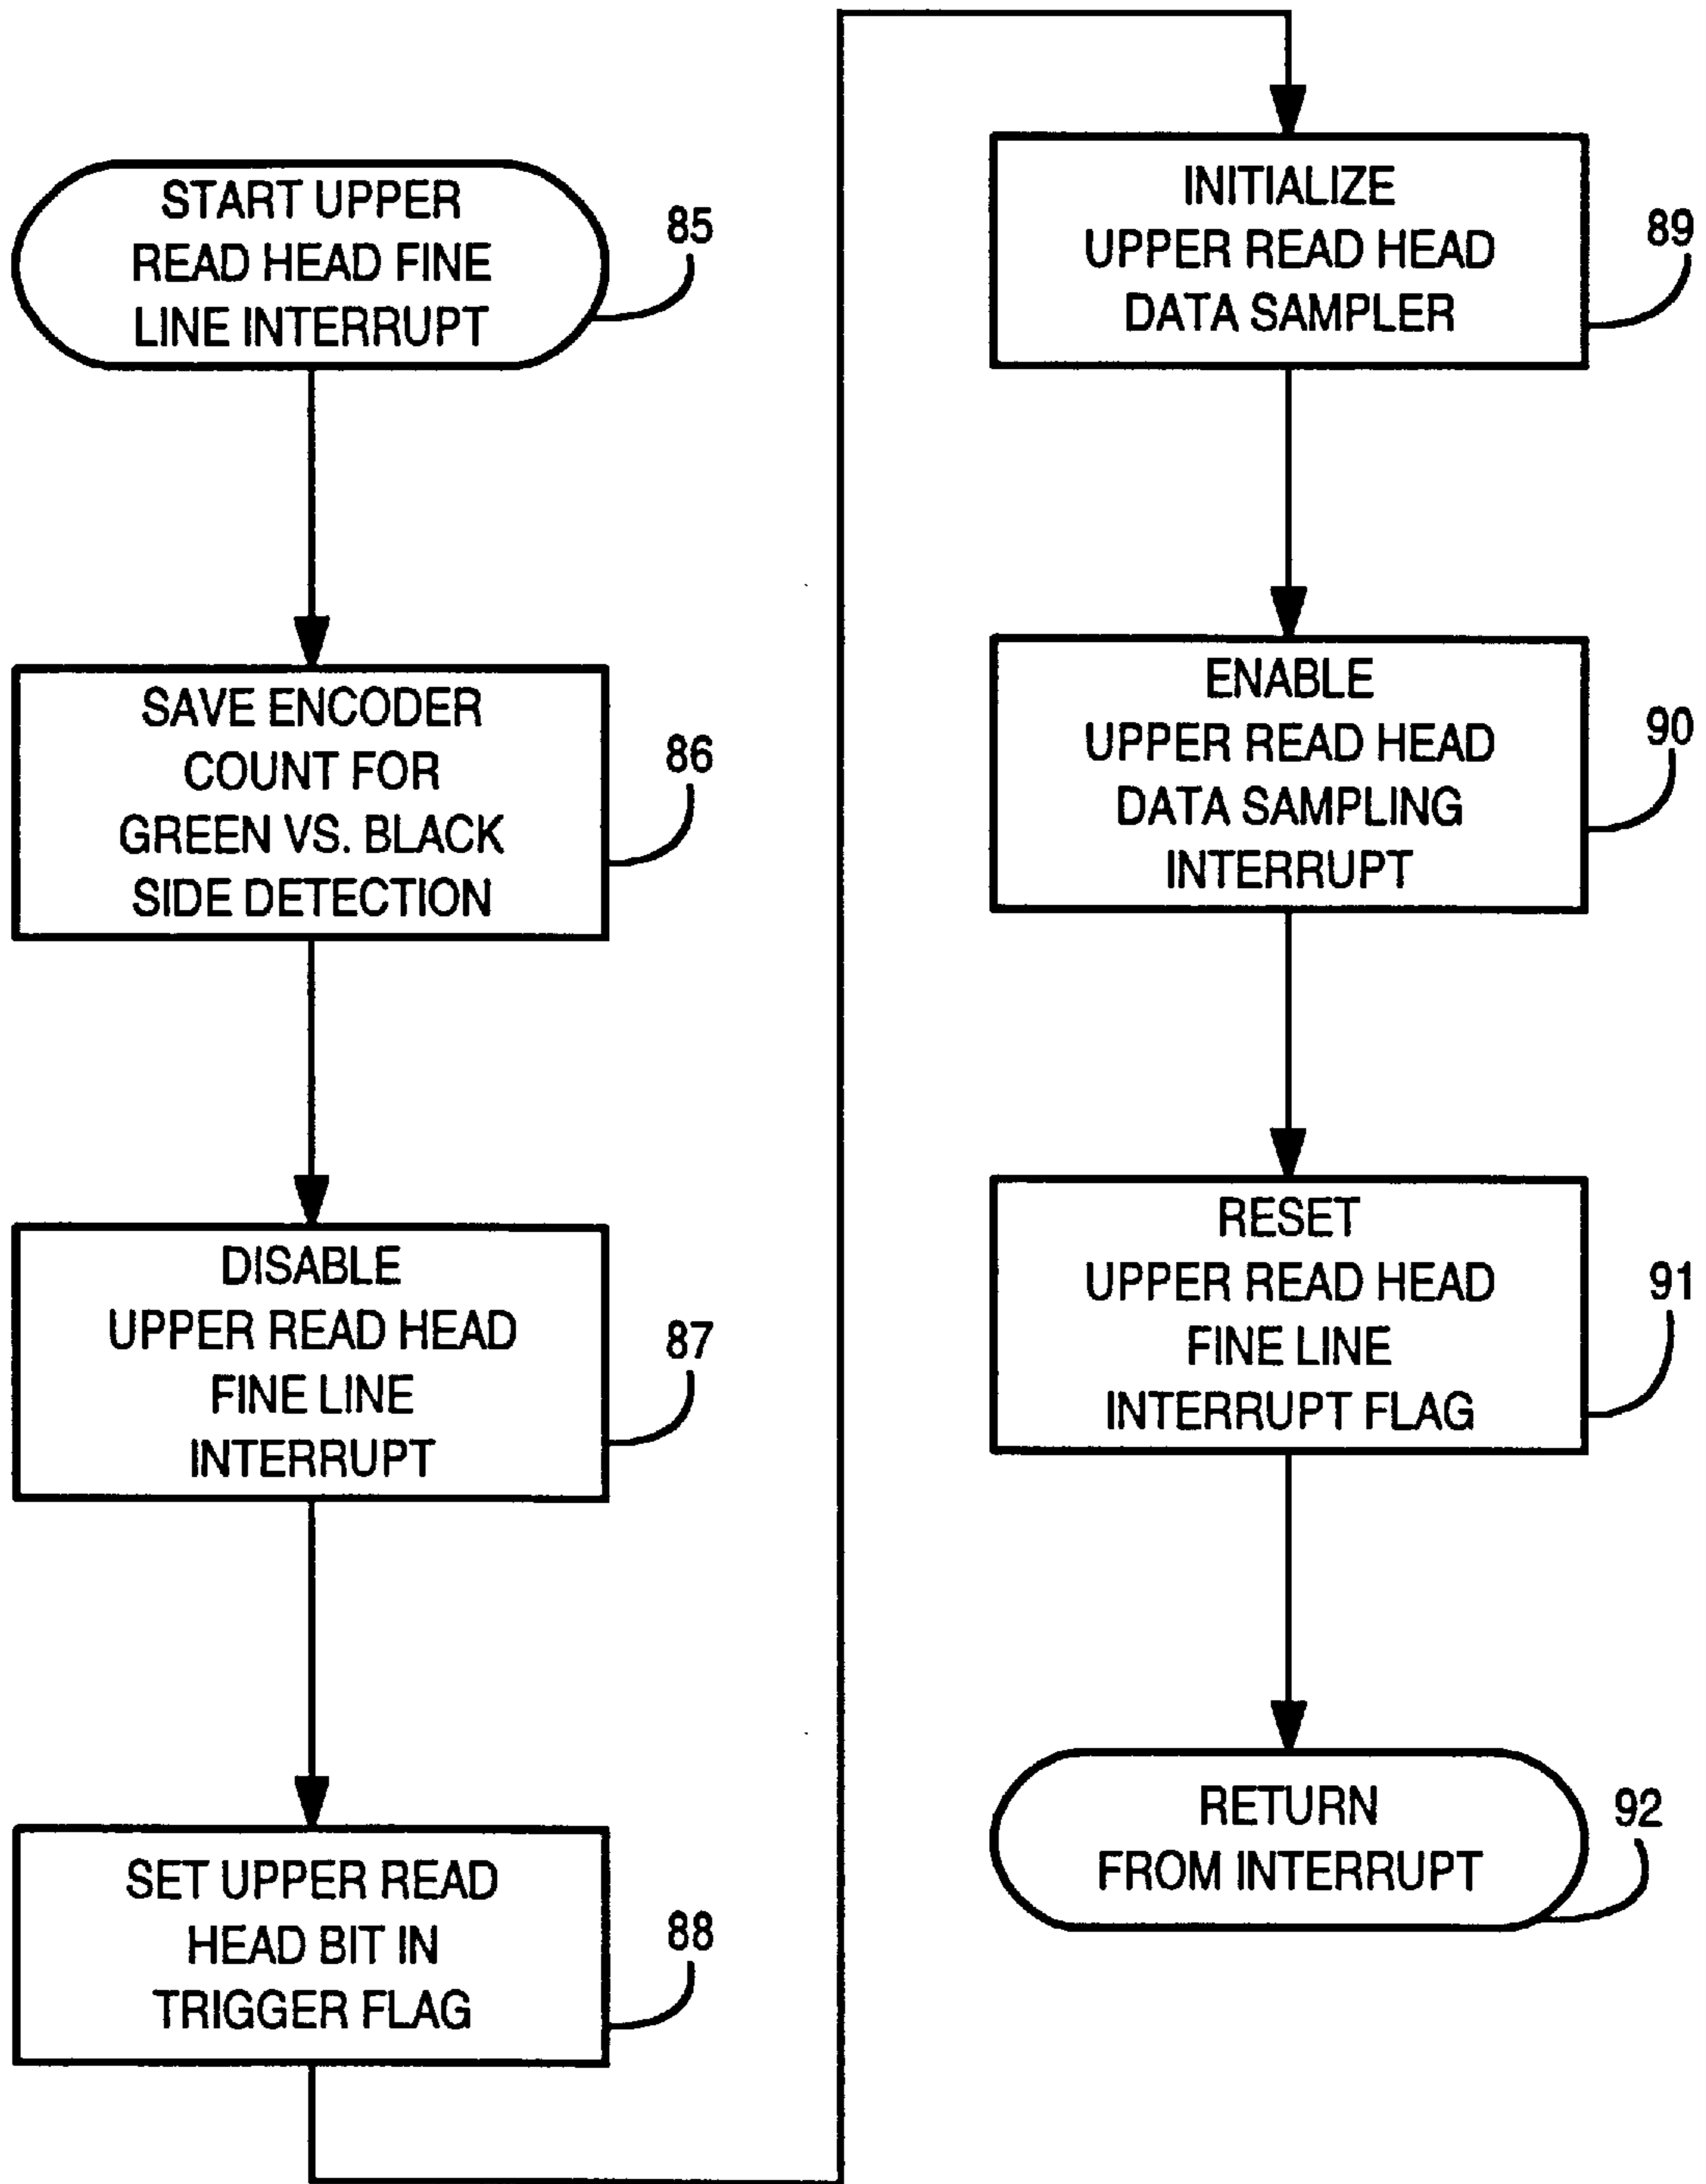 START UPPER
READ HEAD FINE
LINE INTERRUPT
85
SAVE ENCODER
COUNT FOR
GREEN VS. BLACK
SIDE DETECTION
86
DISABLE
UPPER READ HEAD
FINE LINE
INTERRUPT
87
SET UPPER READ
HEAD BIT IN
TRIGGER FLAG
88
INITIALIZE
UPPER READ HEAD
DATA SAMPLER
89
ENABLE
UPPER READ HEAD
DATA SAMPLING
INTERRUPT
90
RESET
UPPER READ HEAD
FINE LINE
INTERRUPT FLAG
91
RETURN
FROM INTERRUPT
92